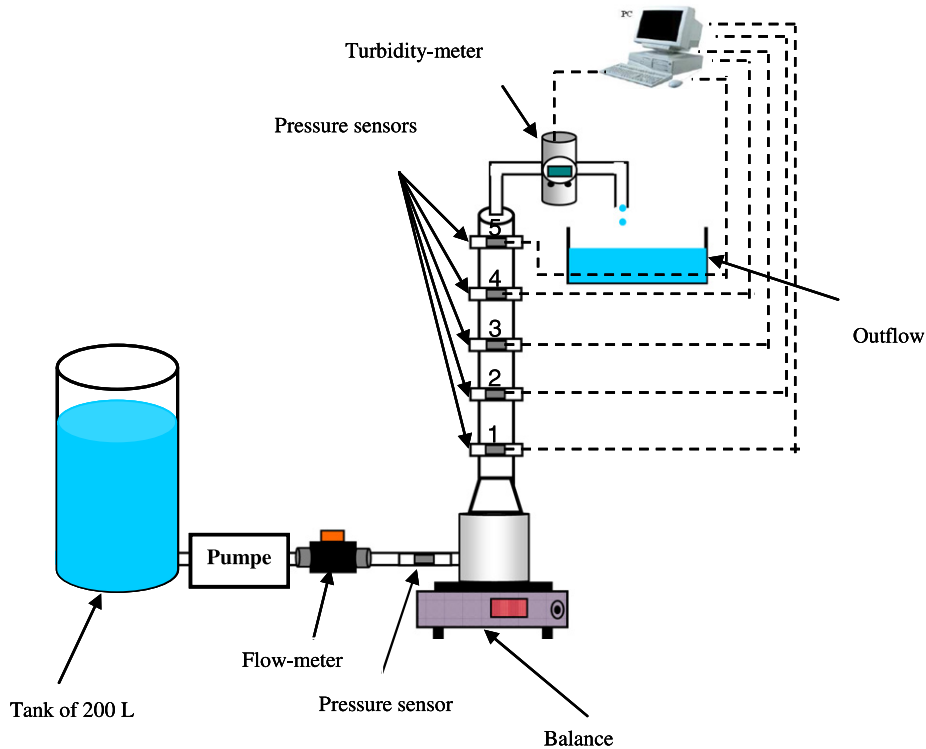 PC
Turbidity-meter
Pressure sensors
5
4
3
2
1
Outflow
Pumpe
Flow-meter
Pressure sensor
Tank of 200 L
Balance